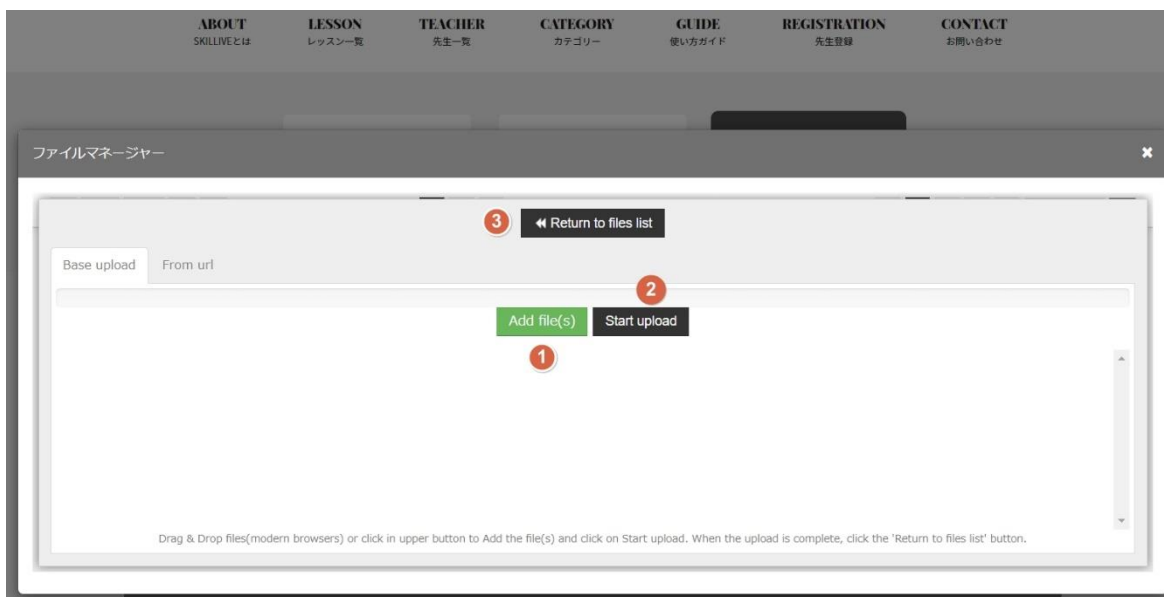 ABOUT LESSON TEACHER CATEGORY GUIDE REGISTRATION CONTACT
SKILLIVEとは レッスン一覧 先生一覧 カテゴリー 使い方ガイド 先生登録 お問い合わせ
ファイルマネージャー
3 Return to files list
Base upload From url
2
Add file(s) Start upload
1
Drag & Drop files(modern browsers) or click in upper button to Add the file(s) and click on Start upload. When the upload is complete, click the 'Return to files list' button.